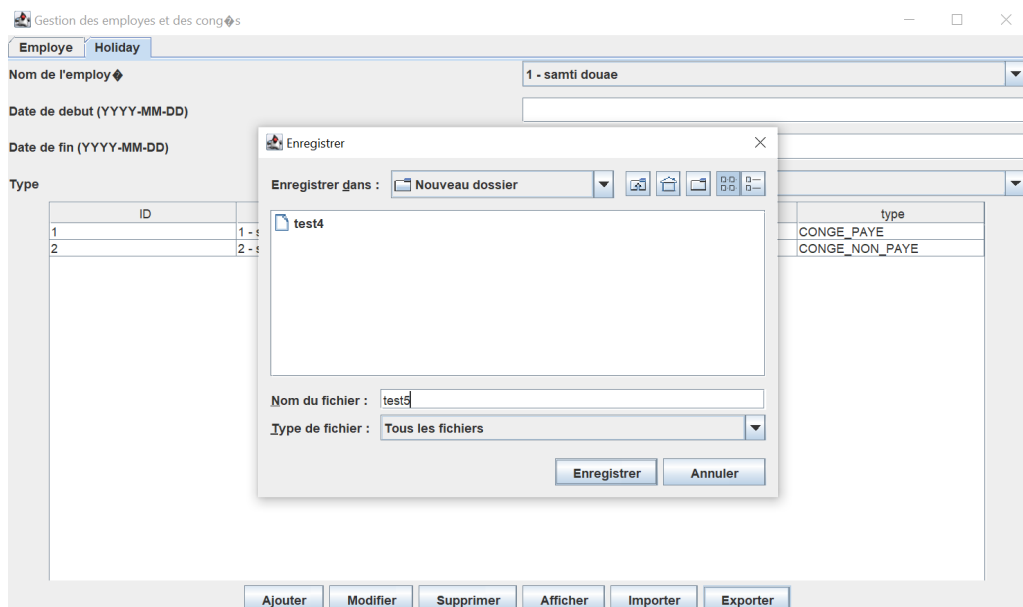 Gestion des employes et des cong�s
Employe Holiday
Nom de l'employ� 1 - samti douae
Date de debut (YYYY-MM-DD)
Date de fin (YYYY-MM-DD)
Type
Enregistrer
Enregistrer dans : Nouveau dossier
test4
Nom du fichier : test5
Type de fichier : Tous les fichiers
Enregistrer Annuler
ID type
1 1 - s CONGE_PAYE
2 2 - s CONGE_NON_PAYE
Ajouter Modifier Supprimer Afficher Importer Exporter